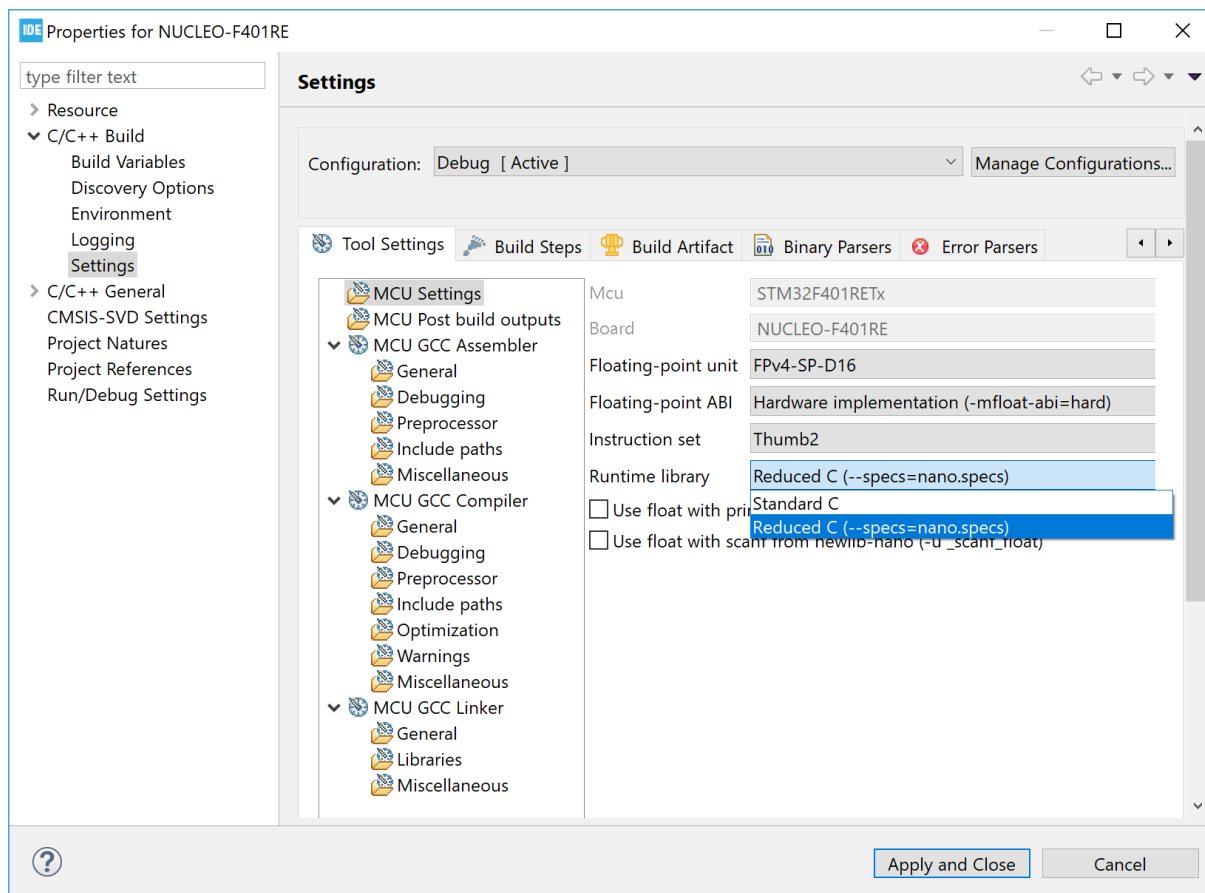 IDE Properties for NUCLEO-F401RE
type filter text
Settings
Resource
C/C++ Build
Build Variables
Discovery Options
Environment
Logging
Settings
C/C++ General
CMSIS-SVD Settings
Project Natures
Project References
Run/Debug Settings
Configuration: Debug [ Active ] Manage Configurations...
Tool Settings Build Steps Build Artifact Binary Parsers Error Parsers
MCU Settings
MCU Post build outputs
MCU GCC Assembler
General
Debugging
Preprocessor
Include paths
Miscellaneous
MCU GCC Compiler
General
Debugging
Preprocessor
Include paths
Optimization
Warnings
Miscellaneous
MCU GCC Linker
General
Libraries
Miscellaneous
Mcu STM32F401RETx
Board NUCLEO-F401RE
Floating-point unit FPv4-SP-D16
Floating-point ABI Hardware implementation (-mfloat-abi=hard)
Instruction set Thumb2
Runtime library Reduced C (--specs=nano.specs)
Standard C
Reduced C (--specs=nano.specs)
Use float with pri
Use float with scanf from newlib-nano (-u _scanf_float)
? Apply and Close Cancel